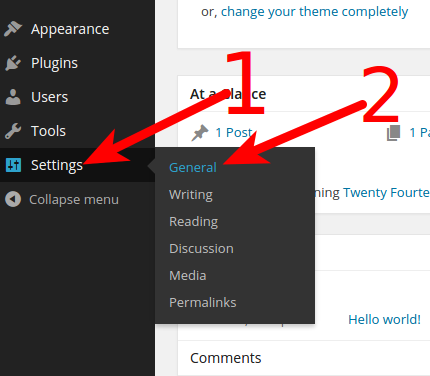 or, change your theme completely
Appearance
Plugins
Users
Tools
Settings
Collapse menu
1
2
At a Glance
1 Post
1 Pa
General
Writing
Reading
Discussion
Media
Permalinks
Twenty Fourte
Hello world!
Comments